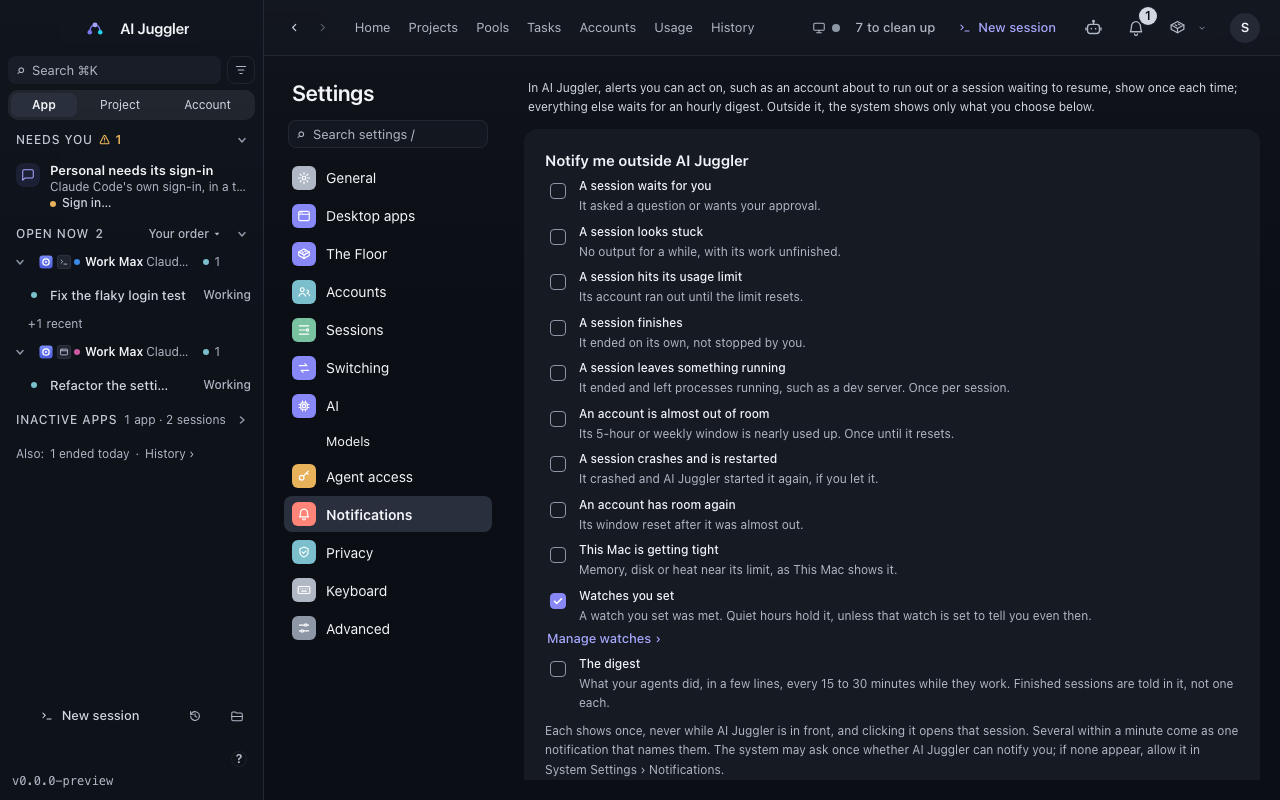 AI Juggler
Search ⌘K
App
Project
Account
NEEDS YOU
1
Personal needs its sign-in
Claude Code's own sign-in, in a t...
Sign in...
OPEN NOW 2
Your order
Work Max Claud...
1
Fix the flaky login test
Working
+1 recent
Work Max Claud...
1
Refactor the setti...
Working
INACTIVE APPS 1 app · 2 sessions
Also: 1 ended today · History ›
New session
?
v0.0.0-preview
Home
Projects
Pools
Tasks
Accounts
Usage
History
7 to clean up
New session
1
S
Settings
Search settings /
General
Desktop apps
The Floor
Accounts
Sessions
Switching
AI
Models
Agent access
Notifications
Privacy
Keyboard
Advanced
In AI Juggler, alerts you can act on, such as an account about to run out or a session waiting to resume, show once each time;
everything else waits for an hourly digest. Outside it, the system shows only what you choose below.
Notify me outside AI Juggler
A session waits for you
It asked a question or wants your approval.
A session looks stuck
No output for a while, with its work unfinished.
A session hits its usage limit
Its account ran out until the limit resets.
A session finishes
It ended on its own, not stopped by you.
A session leaves something running
It ended and left processes running, such as a dev server. Once per session.
An account is almost out of room
Its 5-hour or weekly window is nearly used up. Once until it resets.
A session crashes and is restarted
It crashed and AI Juggler started it again, if you let it.
An account has room again
Its window reset after it was almost out.
This Mac is getting tight
Memory, disk or heat near its limit, as This Mac shows it.
Watches you set
A watch you set was met. Quiet hours hold it, unless that watch is set to tell you even then.
Manage watches ›
The digest
What your agents did, in a few lines, every 15 to 30 minutes while they work. Finished sessions are told in it, not one
each.
Each shows once, never while AI Juggler is in front, and clicking it opens that session. Several within a minute come as one
notification that names them. The system may ask once whether AI Juggler can notify you; if none appear, allow it in
System Settings › Notifications.